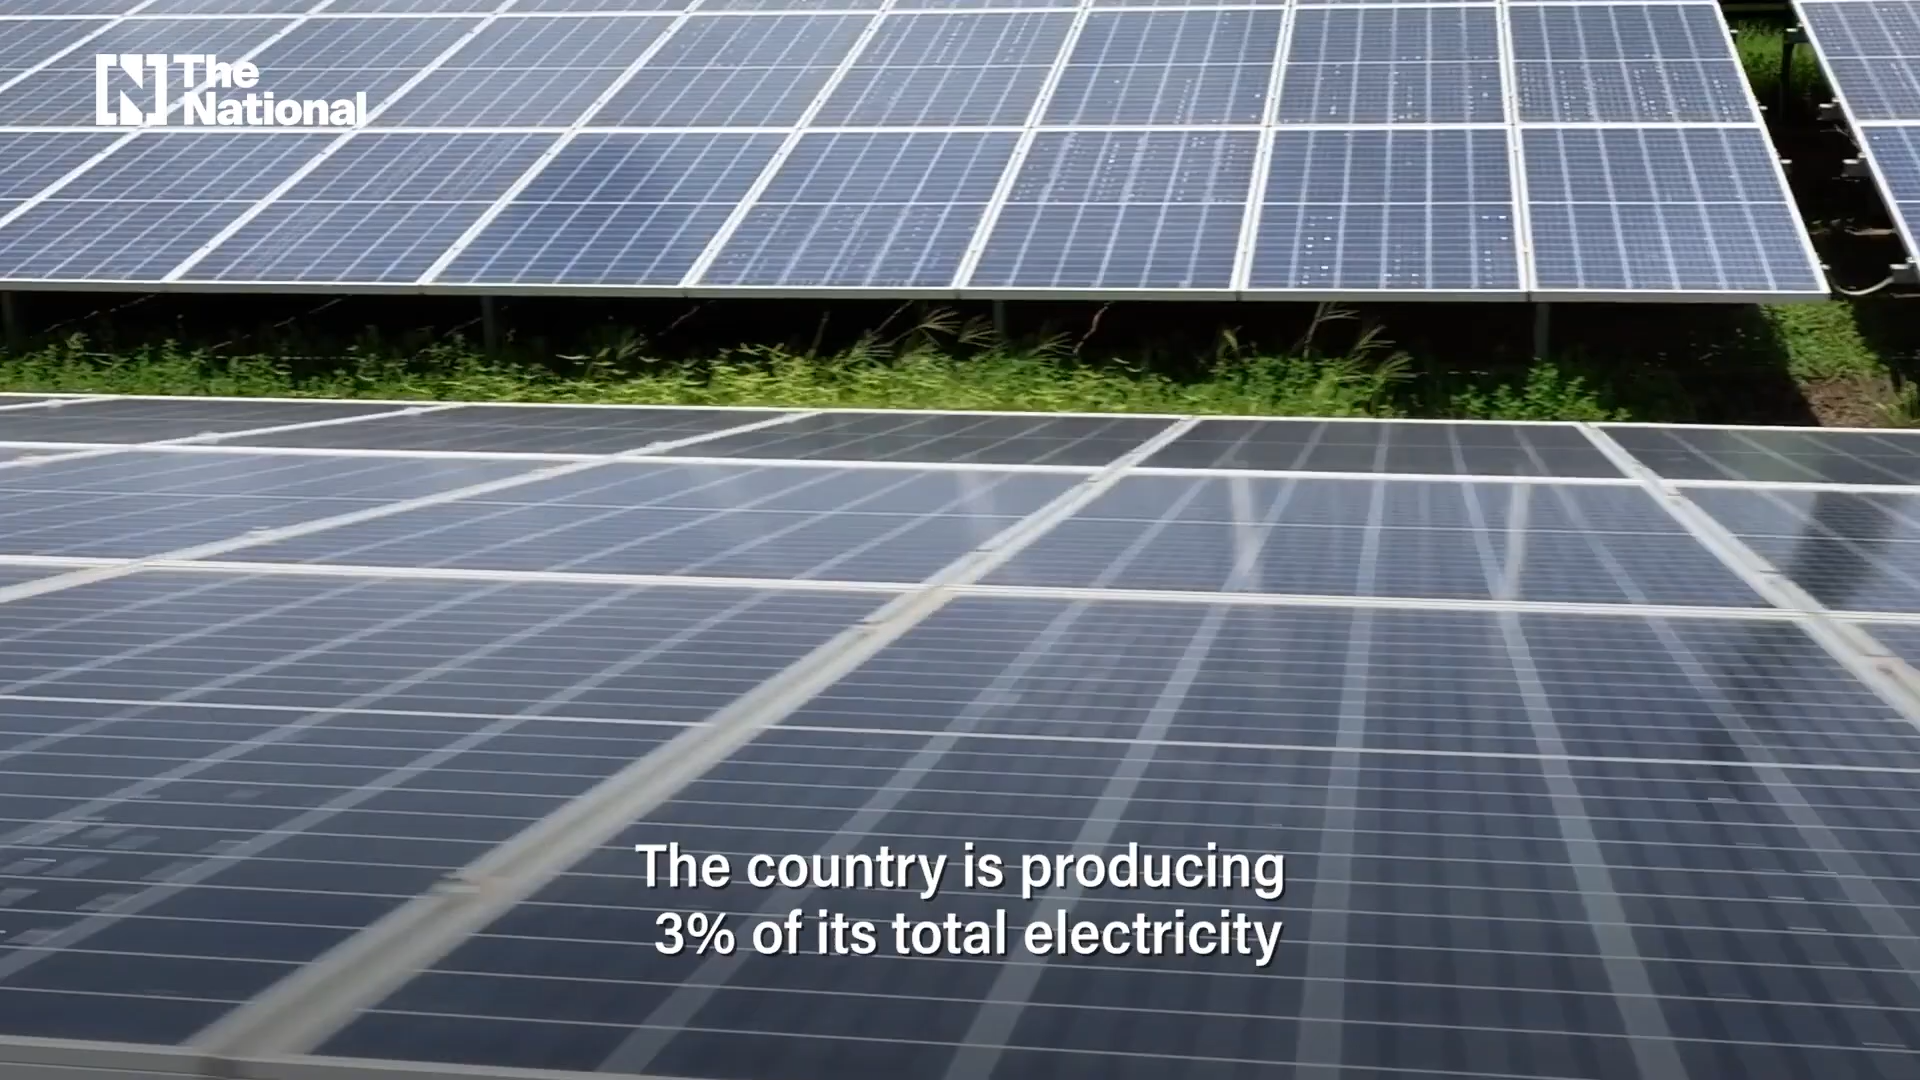 The
National
The country is producing
3% of its total electricity